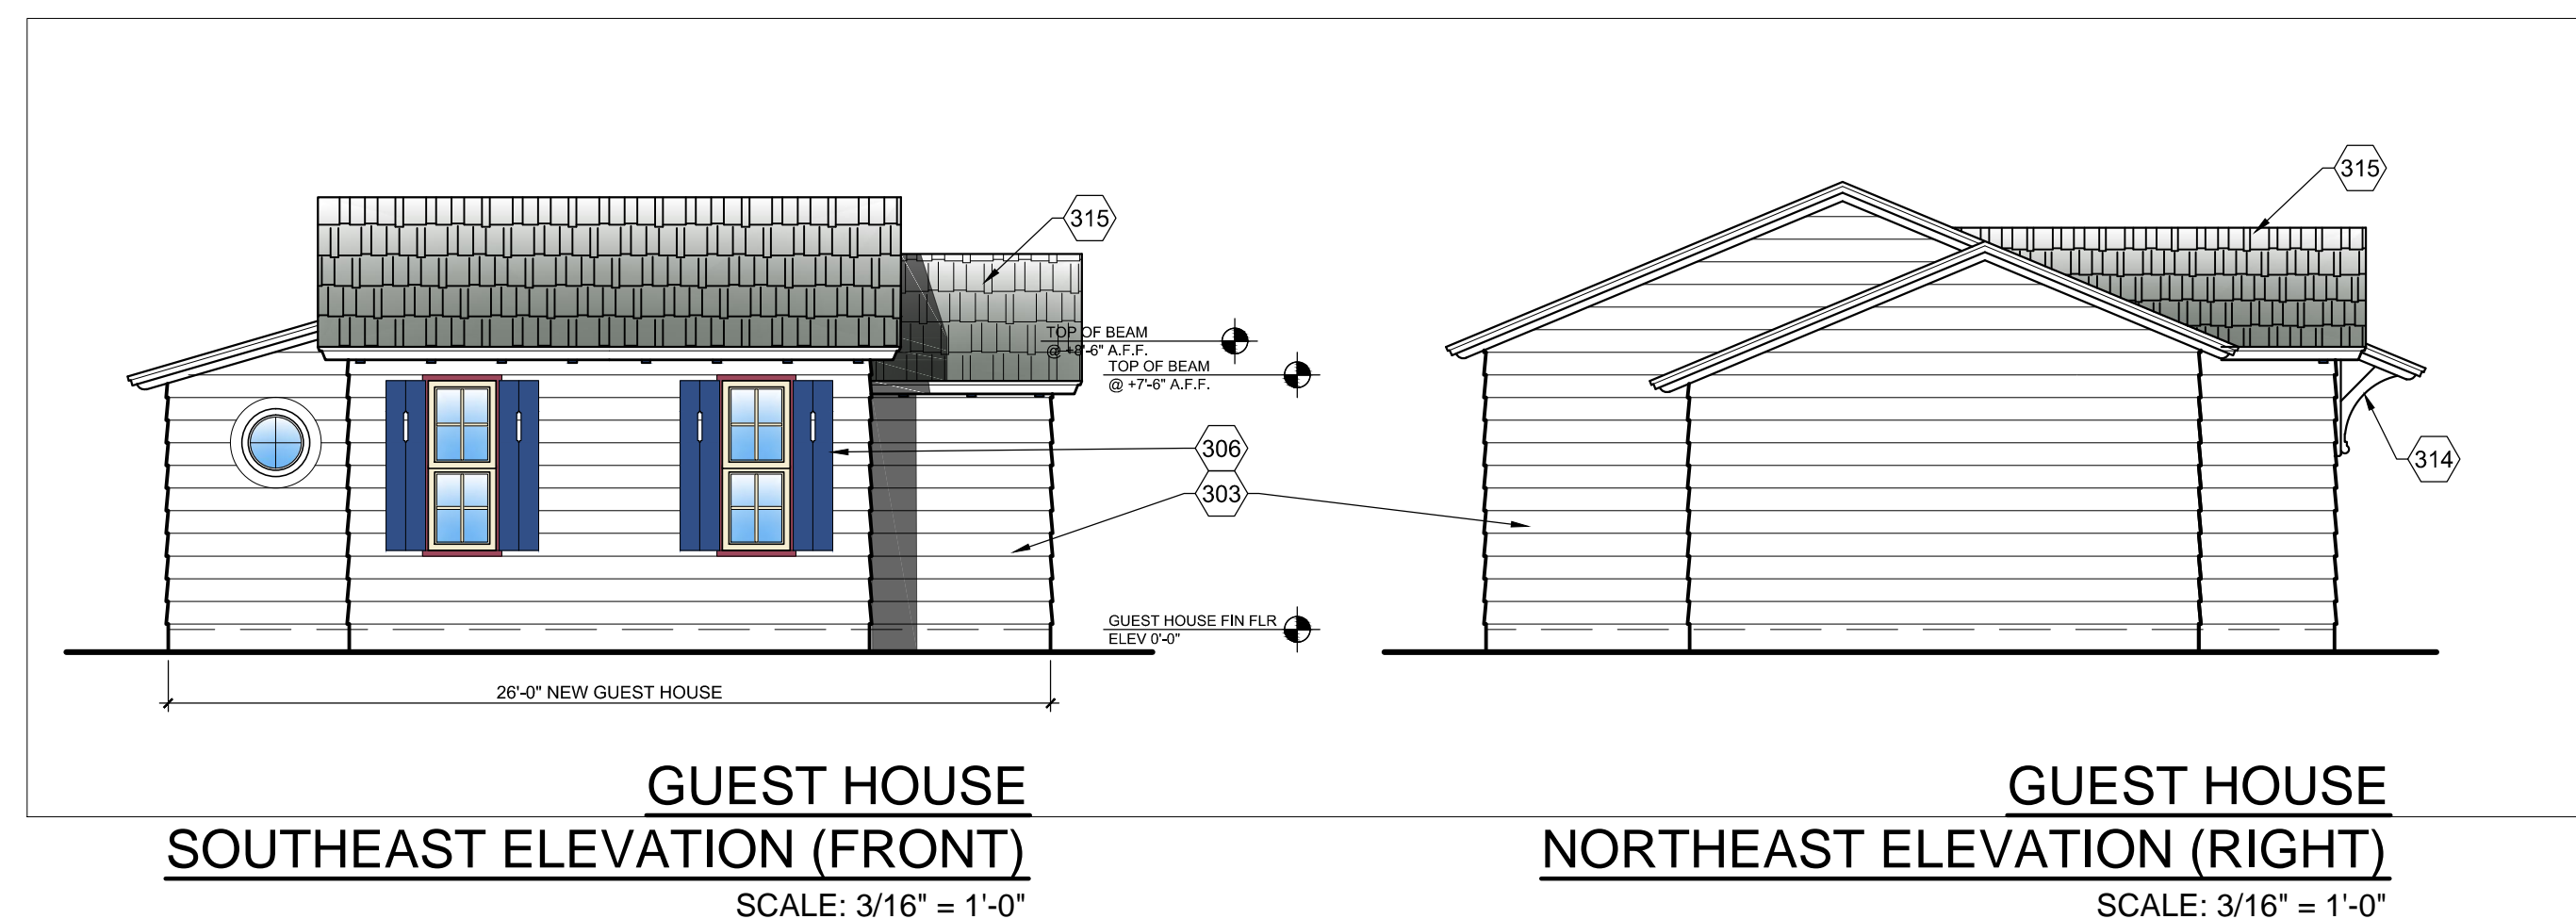 315
315
TOP OF BEAM
@ +8'-6" A.F.F.
TOP OF BEAM
@ +7'-6" A.F.F.
306
314
303
GUEST HOUSE FIN FLR
ELEV 0'-0"
26'-0" NEW GUEST HOUSE
GUEST HOUSE
SOUTHEAST ELEVATION (FRONT)
SCALE: 3/16" = 1'-0"
GUEST HOUSE
NORTHEAST ELEVATION (RIGHT)
SCALE: 3/16" = 1'-0"